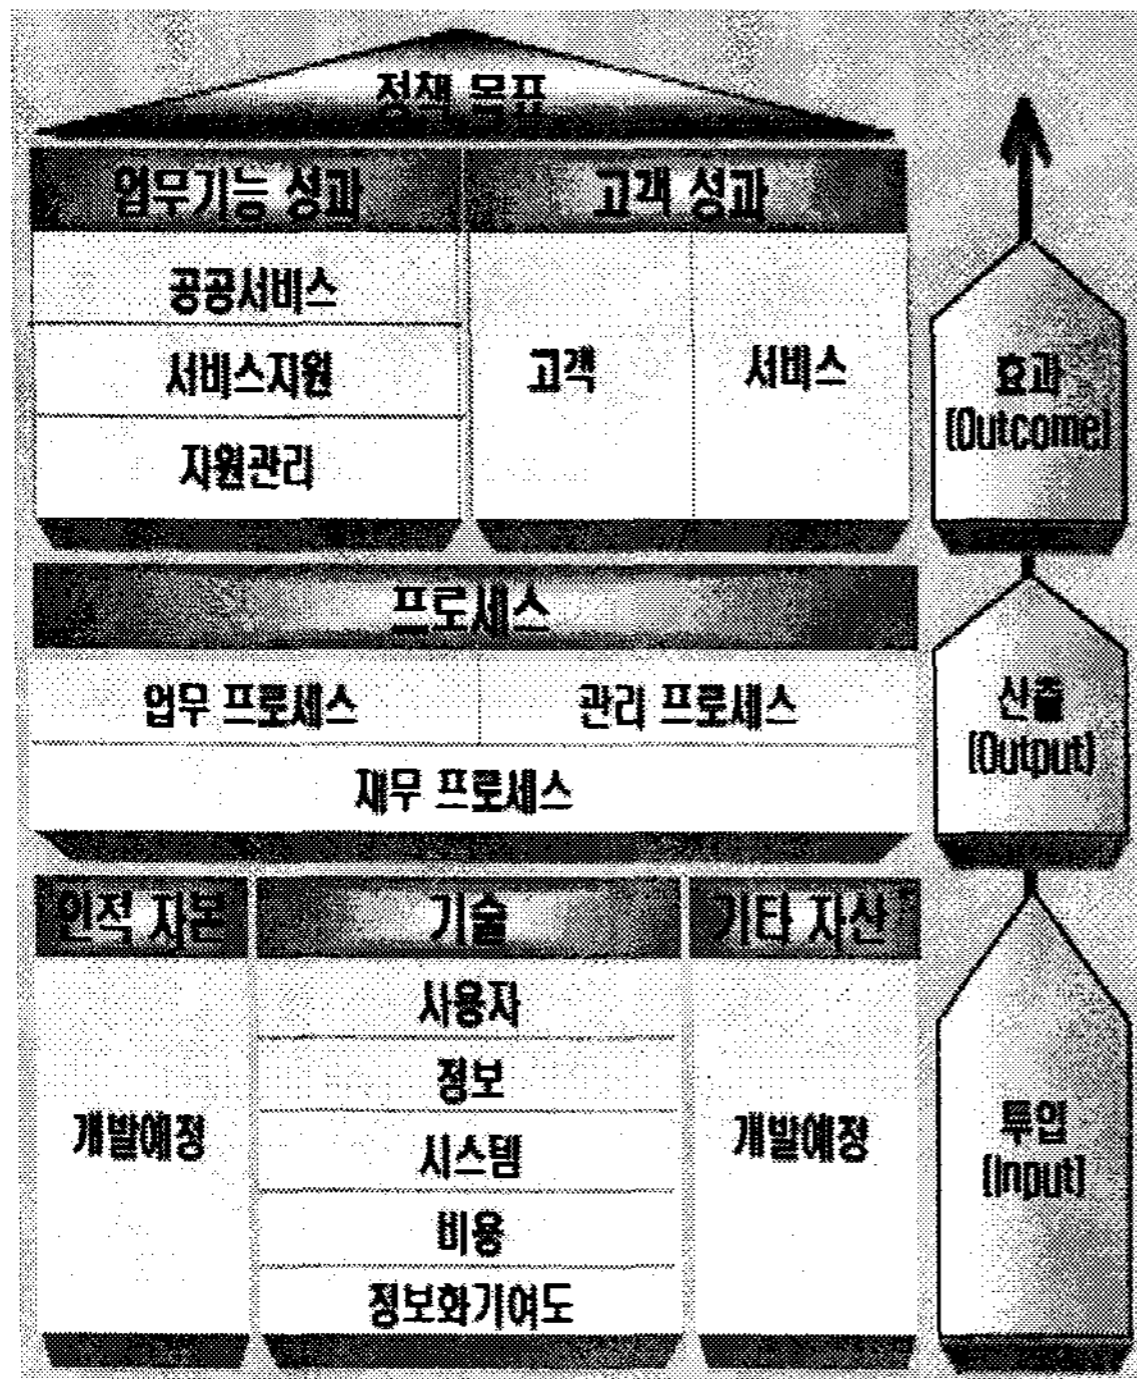 정책 목표
업무기능 성과
고객 성과
공공서비스
서비스지원
자원관리
고객
서비스
효과
(Outcome)
프로세스
업무 프로세스
관리 프로세스
재무 프로세스
산출
(Output)
인적 자본
기술
기타 자산
개발예정
사용자
정보
시스템
비용
정보화기여도
개발예정
투입
(Input)